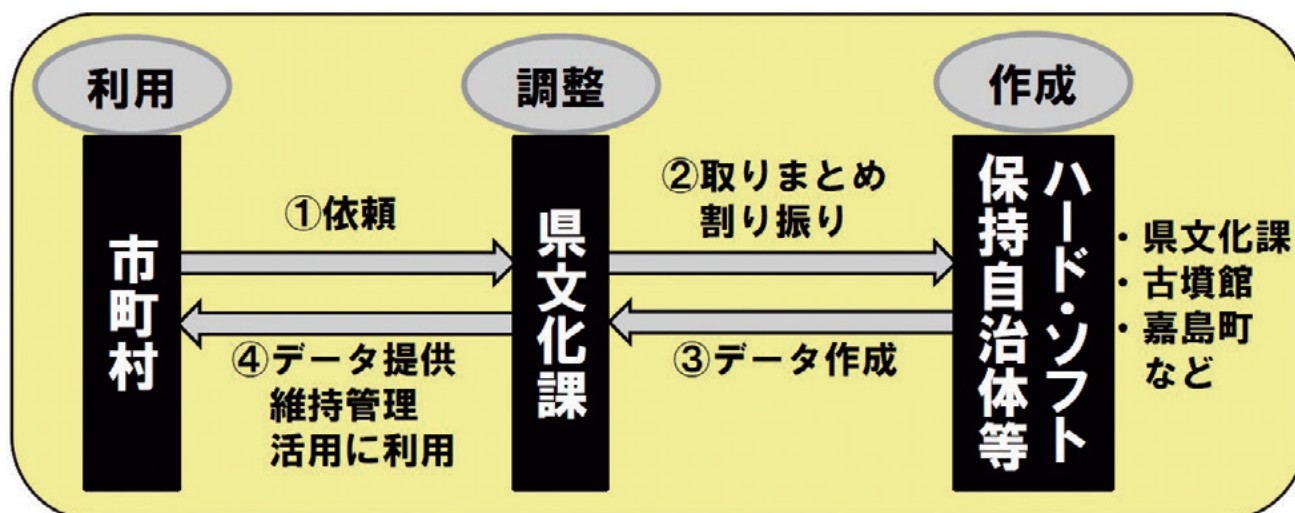 利用
調整
作成
市町村
①依頼
県文化課
②取りまとめ
割り振り
ハード・ソフト
保持自治体等
・県文化課
・古墳館
・嘉島町
など
③データ作成
④データ提供
維持管理
活用に利用